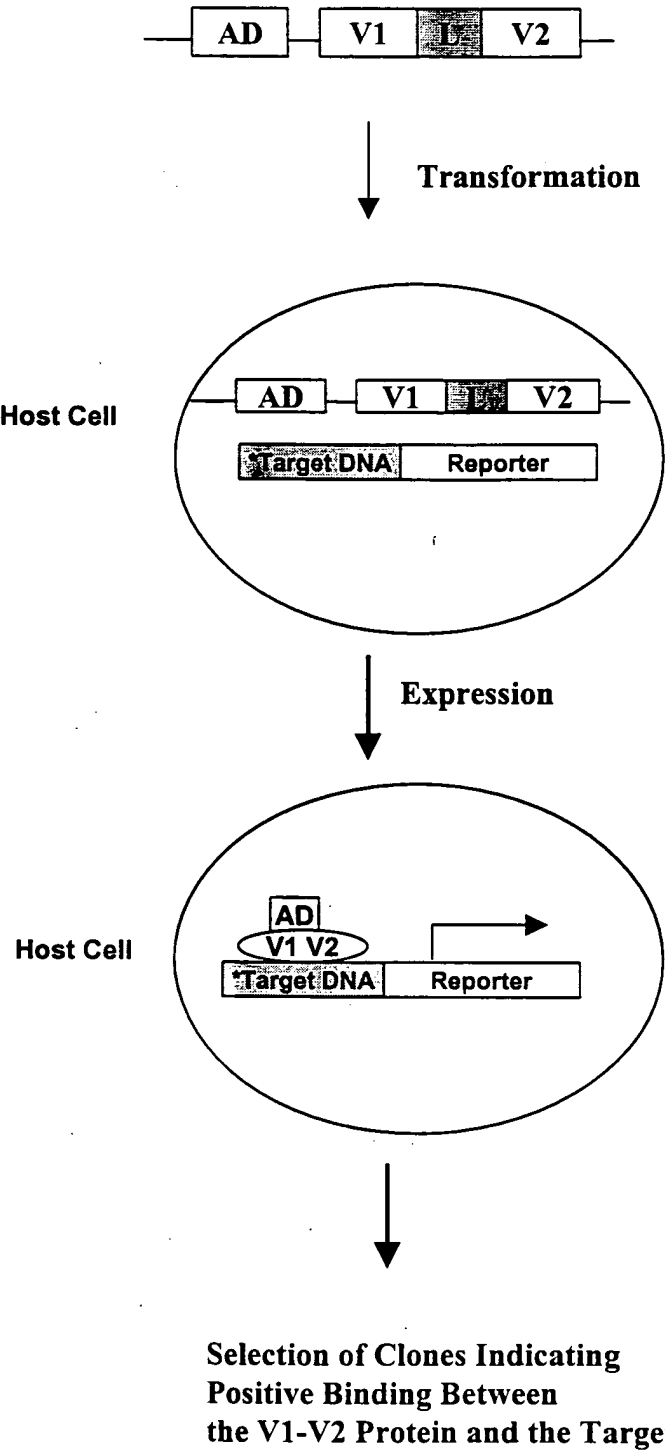 AD V1 L V2
Transformation
Host Cell
AD V1 L V2
*Target DNA Reporter
Expression
Host Cell
AD
V1 V2
*Target DNA Reporter
Selection of Clones Indicating
Positive Binding Between
the V1-V2 Protein and the Targe